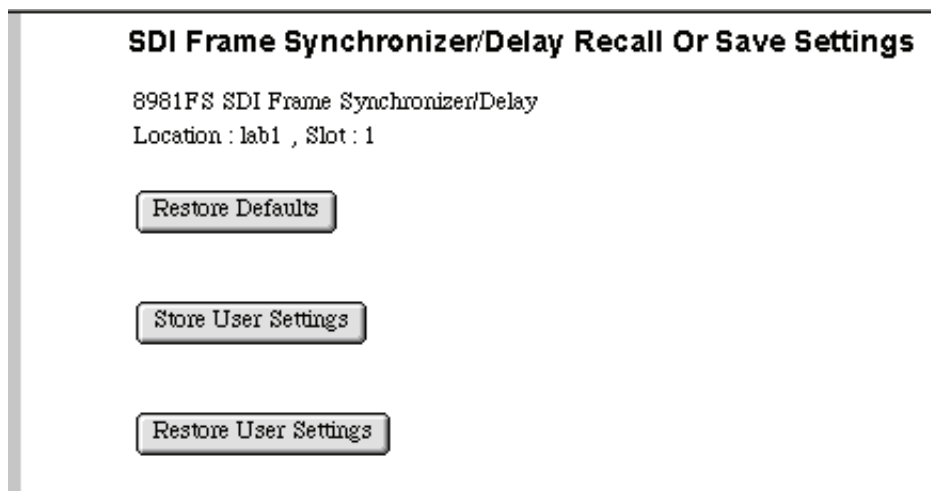 SDI Frame Synchronizer/Delay Recall Or Save Settings
8981FS SDI Frame Synchronizer/Delay
Location : lab1 , Slot : 1
Restore Defaults
Store User Settings
Restore User Settings